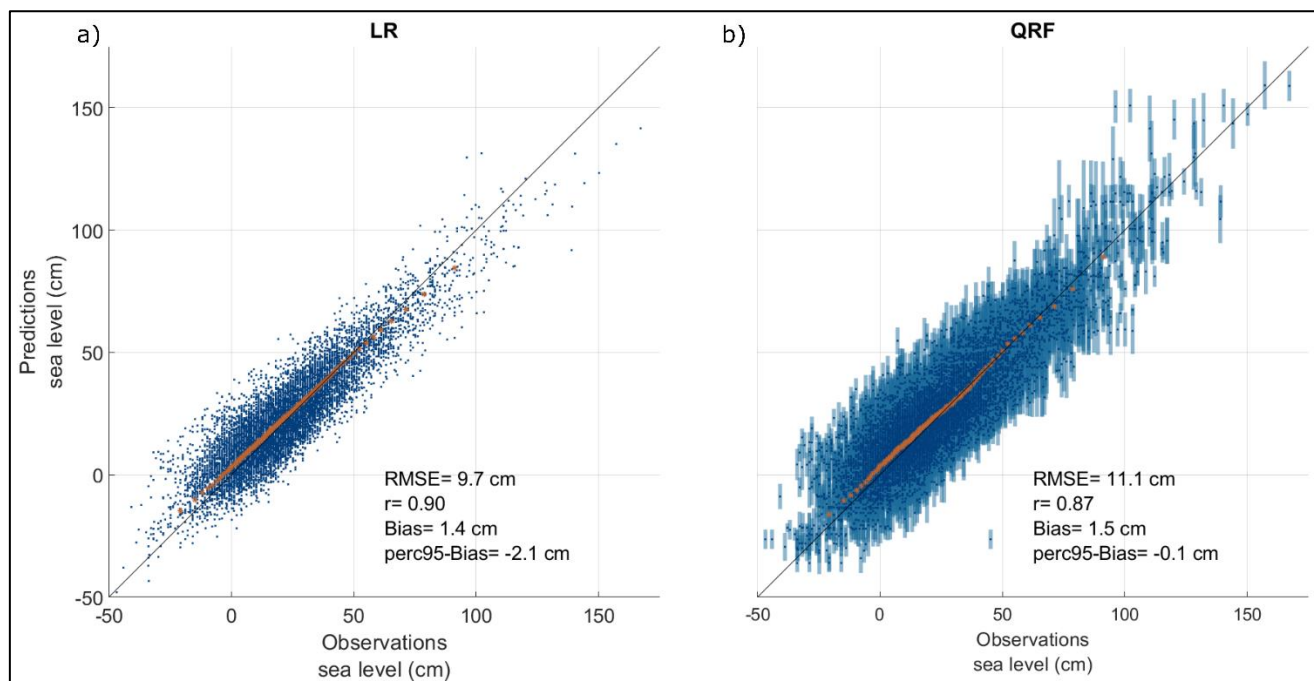 a)
LR
150
100
50
0
-50
Predictions
sea level (cm)
RMSE= 9.7 cm
r= 0.90
Bias= 1.4 cm
perc95-Bias= -2.1 cm
-50 0 50 100 150
Observations
sea level (cm)
b)
QRF
RMSE= 11.1 cm
r= 0.87
Bias= 1.5 cm
perc95-Bias= -0.1 cm
-50 0 50 100 150
Observations
sea level (cm)